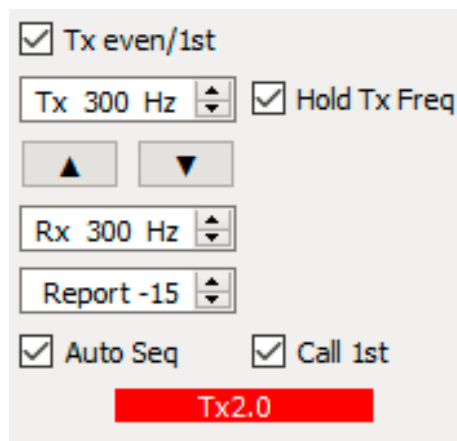 Tx even/1st
Tx 300 Hz
Hold Tx Freq
Rx 300 Hz
Report -15
Auto Seq
Call 1st
Tx2.0